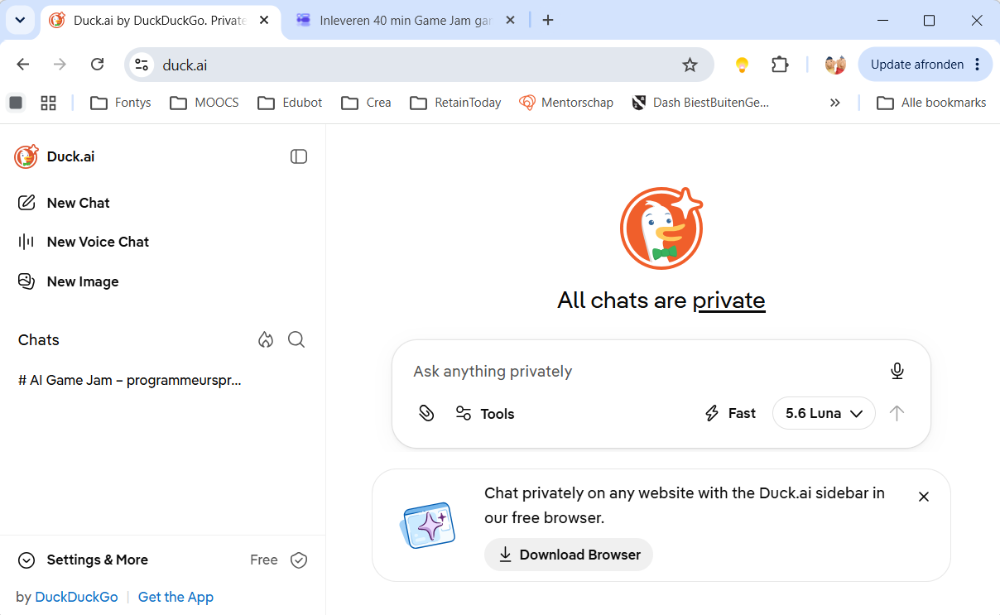 Duck.ai by DuckDuckGo. Private
Inleveren 40 min Game Jam gar
duck.ai
Update afronden
Fontys
MOOCS
Edubot
Crea
RetainToday
Mentorschap
Dash BiestBuitenGe...
Alle bookmarks
Duck.ai
New Chat
New Voice Chat
New Image
Chats
# AI Game Jam – programmeurspr...
Settings & More
Free
by DuckDuckGo
Get the App
All chats are private
Ask anything privately
Tools
Fast
5.6 Luna
Chat privately on any website with the Duck.ai sidebar in
our free browser.
Download Browser